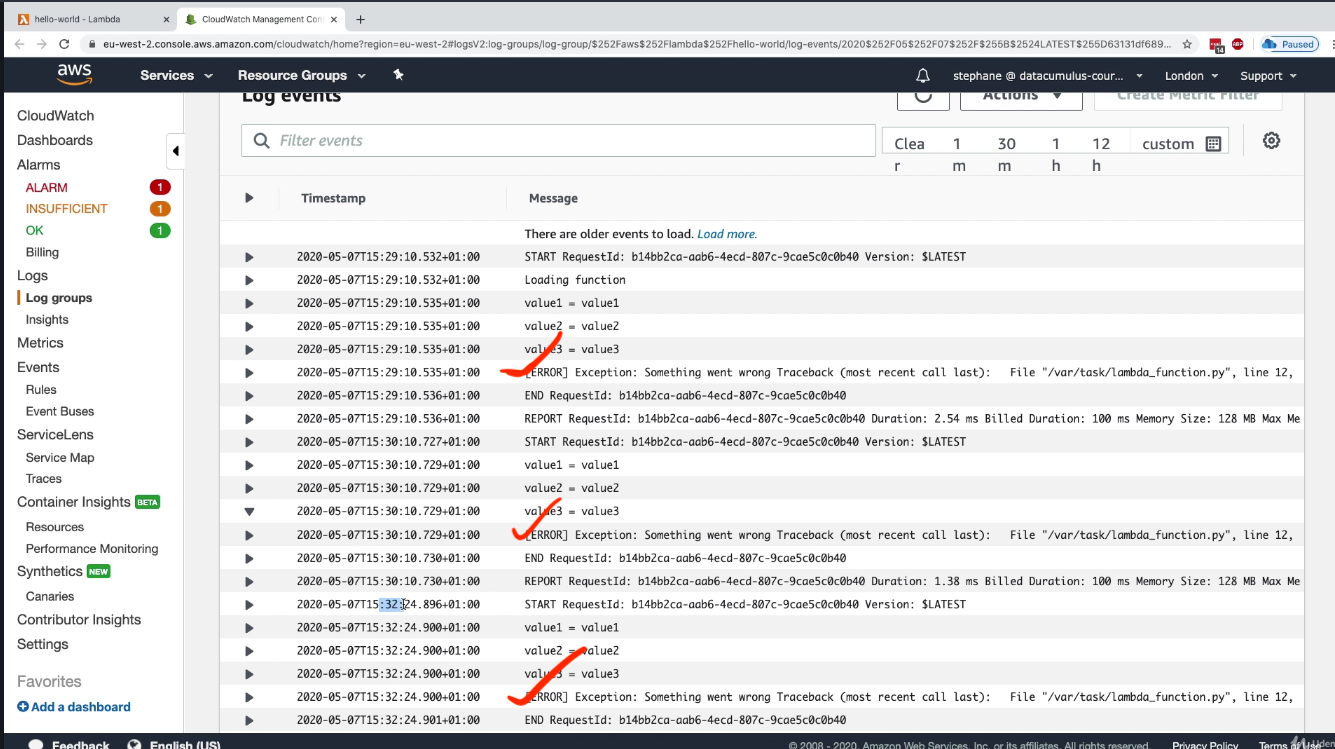 hello-world - Lambda
CloudWatch Management Con
eu-west-2.console.aws.amazon.com/cloudwatch/home?region=eu-west-2#logsV2:log-groups/log-group/$252Faws$252Flambda$252Fhello-world/log-events/2020$252F05$252F07$252F$255B$2524LATEST$255D63131df689...
14
ABP
Paused
aws
Services
Resource Groups
stephane @ datacumulus-cour...
London
Support
CloudWatch
Dashboards
Alarms
ALARM 1
INSUFFICIENT 1
OK 1
Billing
Logs
Log groups
Insights
Metrics
Events
Rules
Event Buses
ServiceLens
Service Map
Traces
Container Insights BETA
Resources
Performance Monitoring
Synthetics NEW
Canaries
Contributor Insights
Settings
Favorites
Add a dashboard
Log events
Actions
Create Metric Filter
Filter events
Clear 1m 30m 1h 12h custom
Timestamp Message
There are older events to load. Load more.
2020-05-07T15:29:10.532+01:00 START RequestId: b14bb2ca-aab6-4ecd-807c-9cae5c0c0b40 Version: $LATEST
2020-05-07T15:29:10.532+01:00 Loading function
2020-05-07T15:29:10.535+01:00 value1 = value1
2020-05-07T15:29:10.535+01:00 value2 = value2
2020-05-07T15:29:10.535+01:00 value3 = value3
2020-05-07T15:29:10.535+01:00 [ERROR] Exception: Something went wrong Traceback (most recent call last): File "/var/task/lambda_function.py", line 12,
2020-05-07T15:29:10.536+01:00 END RequestId: b14bb2ca-aab6-4ecd-807c-9cae5c0c0b40
2020-05-07T15:29:10.536+01:00 REPORT RequestId: b14bb2ca-aab6-4ecd-807c-9cae5c0c0b40 Duration: 2.54 ms Billed Duration: 100 ms Memory Size: 128 MB Max Me
2020-05-07T15:30:10.727+01:00 START RequestId: b14bb2ca-aab6-4ecd-807c-9cae5c0c0b40 Version: $LATEST
2020-05-07T15:30:10.729+01:00 value1 = value1
2020-05-07T15:30:10.729+01:00 value2 = value2
2020-05-07T15:30:10.729+01:00 value3 = value3
2020-05-07T15:30:10.729+01:00 [ERROR] Exception: Something went wrong Traceback (most recent call last): File "/var/task/lambda_function.py", line 12,
2020-05-07T15:30:10.730+01:00 END RequestId: b14bb2ca-aab6-4ecd-807c-9cae5c0c0b40
2020-05-07T15:30:10.730+01:00 REPORT RequestId: b14bb2ca-aab6-4ecd-807c-9cae5c0c0b40 Duration: 1.38 ms Billed Duration: 100 ms Memory Size: 128 MB Max Me
2020-05-07T15:32:24.896+01:00 START RequestId: b14bb2ca-aab6-4ecd-807c-9cae5c0c0b40 Version: $LATEST
2020-05-07T15:32:24.900+01:00 value1 = value1
2020-05-07T15:32:24.900+01:00 value2 = value2
2020-05-07T15:32:24.900+01:00 value3 = value3
2020-05-07T15:32:24.900+01:00 [ERROR] Exception: Something went wrong Traceback (most recent call last): File "/var/task/lambda_function.py", line 12,
2020-05-07T15:32:24.901+01:00 END RequestId: b14bb2ca-aab6-4ecd-807c-9cae5c0c0b40
Feedback
English (US)
© 2008 - 2020, Amazon Web Services, Inc. or its affiliates. All rights reserved.
Privacy Policy
Terms of Use